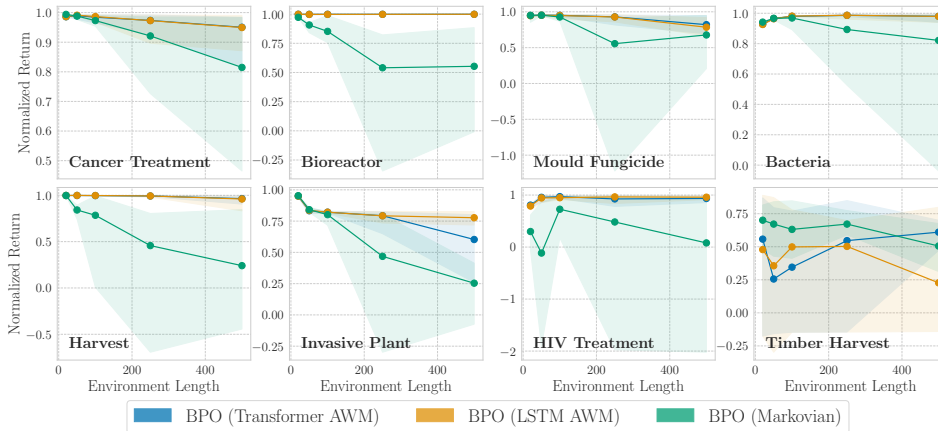 Normalized Return
1.0
0.9
0.8
0.7
0.6
0.5
Cancer Treatment
1.00
0.75
0.50
0.25
0.00
−0.25
Bioreactor
1.0
0.5
0.0
−0.5
−1.0
Mould Fungicide
1.0
0.8
0.6
0.4
0.2
0.0
Bacteria
Normalized Return
1.0
0.5
0.0
−0.5
Harvest
0 200 400
Environment Length
1.00
0.75
0.50
0.25
0.00
−0.25
Invasive Plant
0 200 400
Environment Length
1
0
−1
−2
HIV Treatment
0 200 400
Environment Length
0.75
0.50
0.25
0.00
−0.25
Timber Harvest
0 200 400
Environment Length
BPO (Transformer AWM) BPO (LSTM AWM) BPO (Markovian)